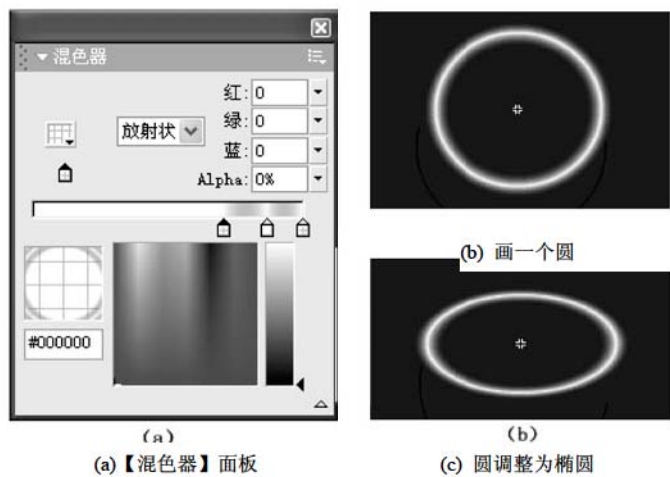 混色器
红: 0
放射状
绿: 0
蓝: 0
Alpha: 0%
#000000
(a)
(a)【混色器】面板
(b) 画一个圆
(b)
(c) 圆调整为椭圆